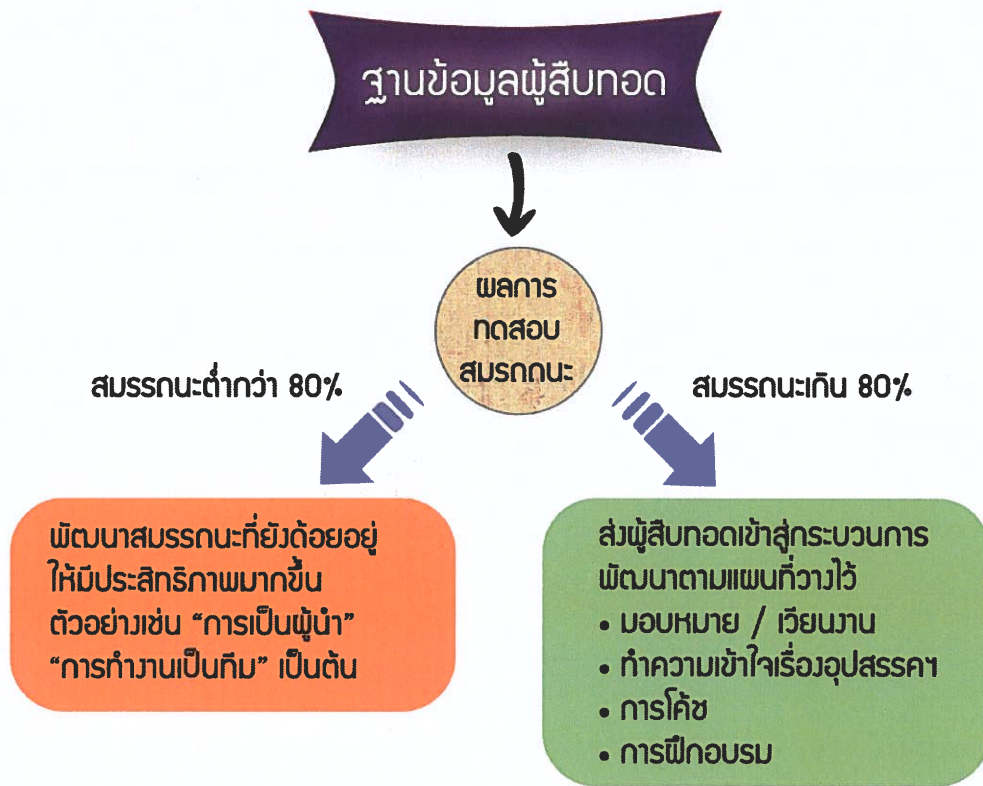 ฐานข้อมูลผู้สืบทอด
ผลการ
ทดสอบ
สมรถถนะ
สมรรถนะต่ำกว่า 80%
สมรรถนะเกิน 80%
พัฒนาสมรรถนะที่ยังด้อยอยู่
ให้มีประสิทธิภาพมากขึ้น
ตัวอย่างเช่น “การเป็นผู้นำ”
“การทำงานเป็นทีม” เป็นต้น
ส่งผู้สืบทอดเข้าสู่กระบวนการ
พัฒนาตามแผนที่วางไว้
• มอบหมาย / เวียนงาน
• ทำความเข้าใจเรื่องอุปสรรคฯ
• การโค้ช
• การฝึกอบรม